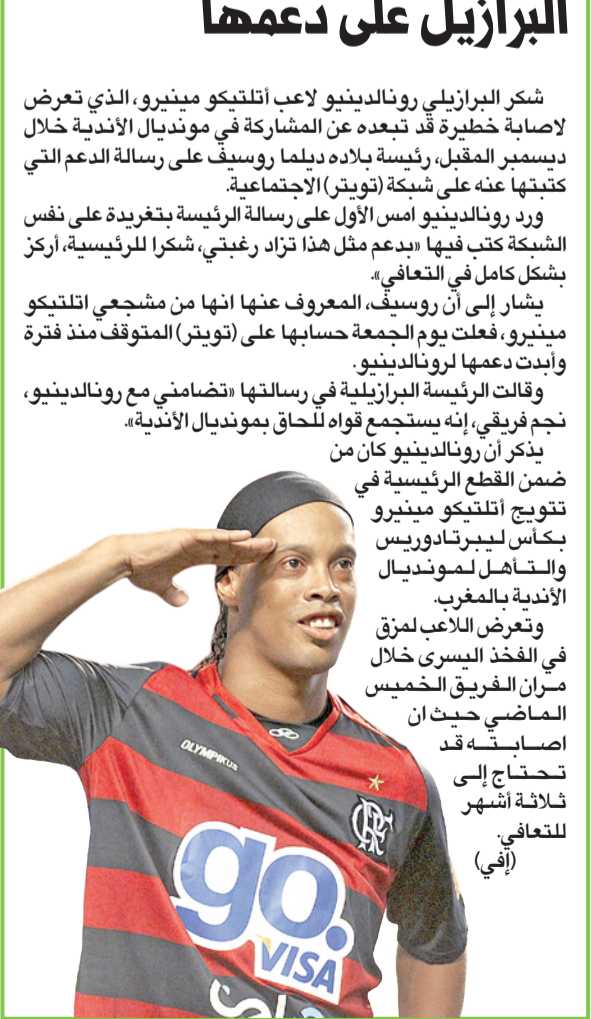 البرازيل على دعمها
شكر البرازيلي رونالدينيو لاعب أتلتيكو مينيرو، الذي تعرض
لاصابة خطيرة قد تبعده عن المشاركة في مونديال الأندية خلال
ديسمبر المقبل، رئيسة بلاده ديلما روسيف على رسالة الدعم التي
كتبتها عنه على شبكة (تويتر) الاجتماعية.
ورد رونالدينيو امس الأول على رسالة الرئيسة بتغريدة على نفس
الشبكة كتب فيها «بدعم مثل هذا تزاد رغبتي، شكرا للرئيسية، أركز
بشكل كامل في التعافي».
يشار إلى أن روسيف، المعروف عنها انها من مشجعي اتلتيكو
مينيرو، فعلت يوم الجمعة حسابها على (تويتر) المتوقف منذ فترة
وأبدت دعمها لرونالدينيو.
وقالت الرئيسة البرازيلية في رسالتها «تضامني مع رونالدينيو،
نجم فريقي، إنه يستجمع قواه للحاق بمونديال الأندية».
يذكر أن رونالدينيو كان من
ضمن القطع الرئيسية في
تتويج أتلتيكو مينيرو
بكأس ليبرتادوريس
والتأهل لمونديال
الأندية بالمغرب.
وتعرض اللاعب لمزق
في الفخذ اليسرى خلال
مران الفريق الخميس
الماضي حيث ان
اصابته قد
تحتاج إلى
ثلاثة أشهر
للتعافي.
(إفي)
OLYMPIKUS
go.
VISA